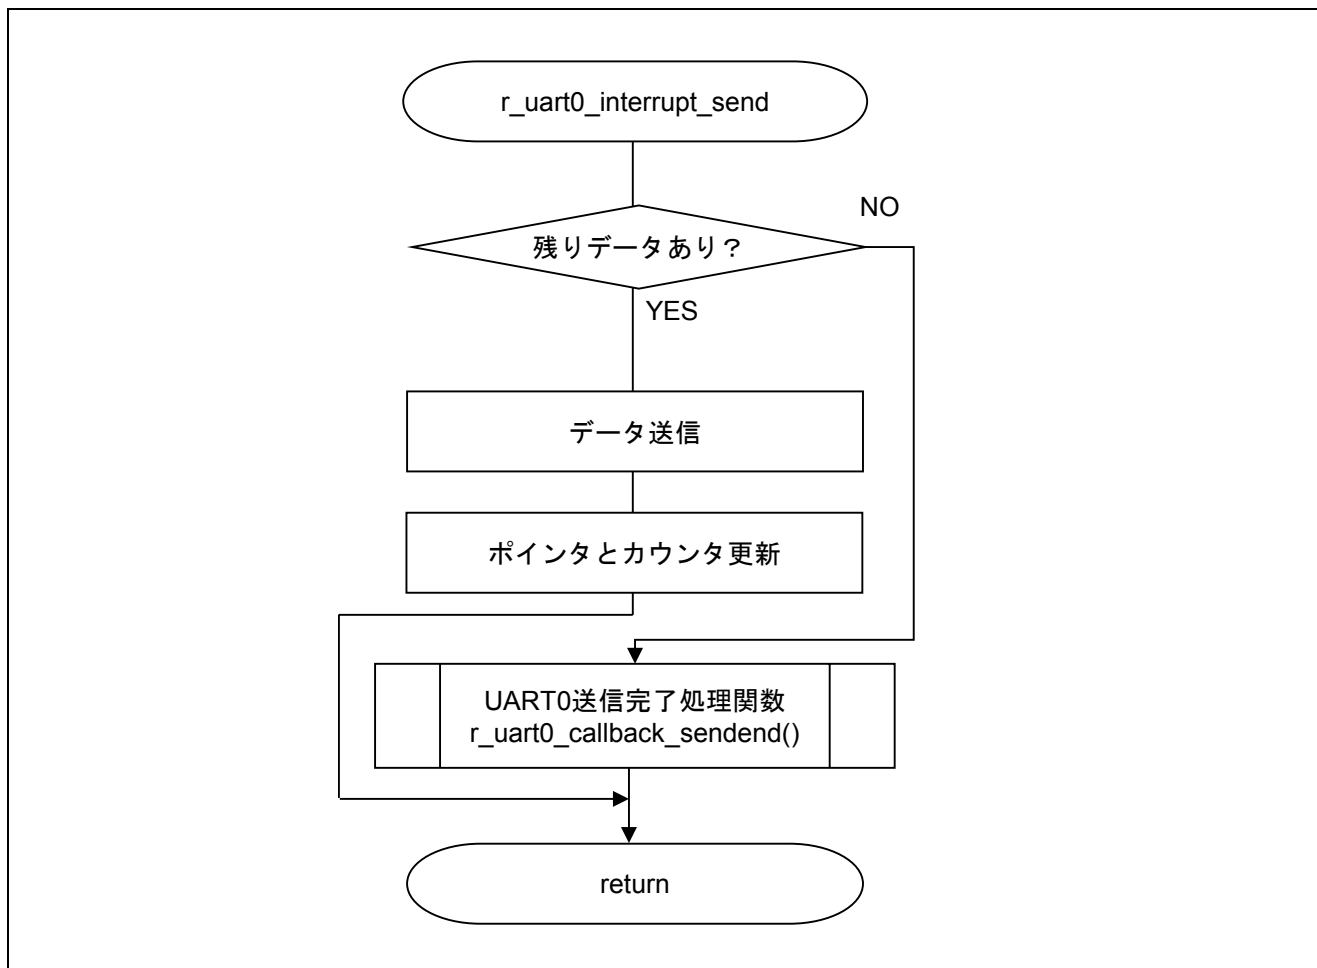 r_uart0_interrupt_send
NO
残りデータあり？
YES
データ送信
ポインタとカウンタ更新
UART0送信完了処理関数
r_uart0_callback_sendend()
return